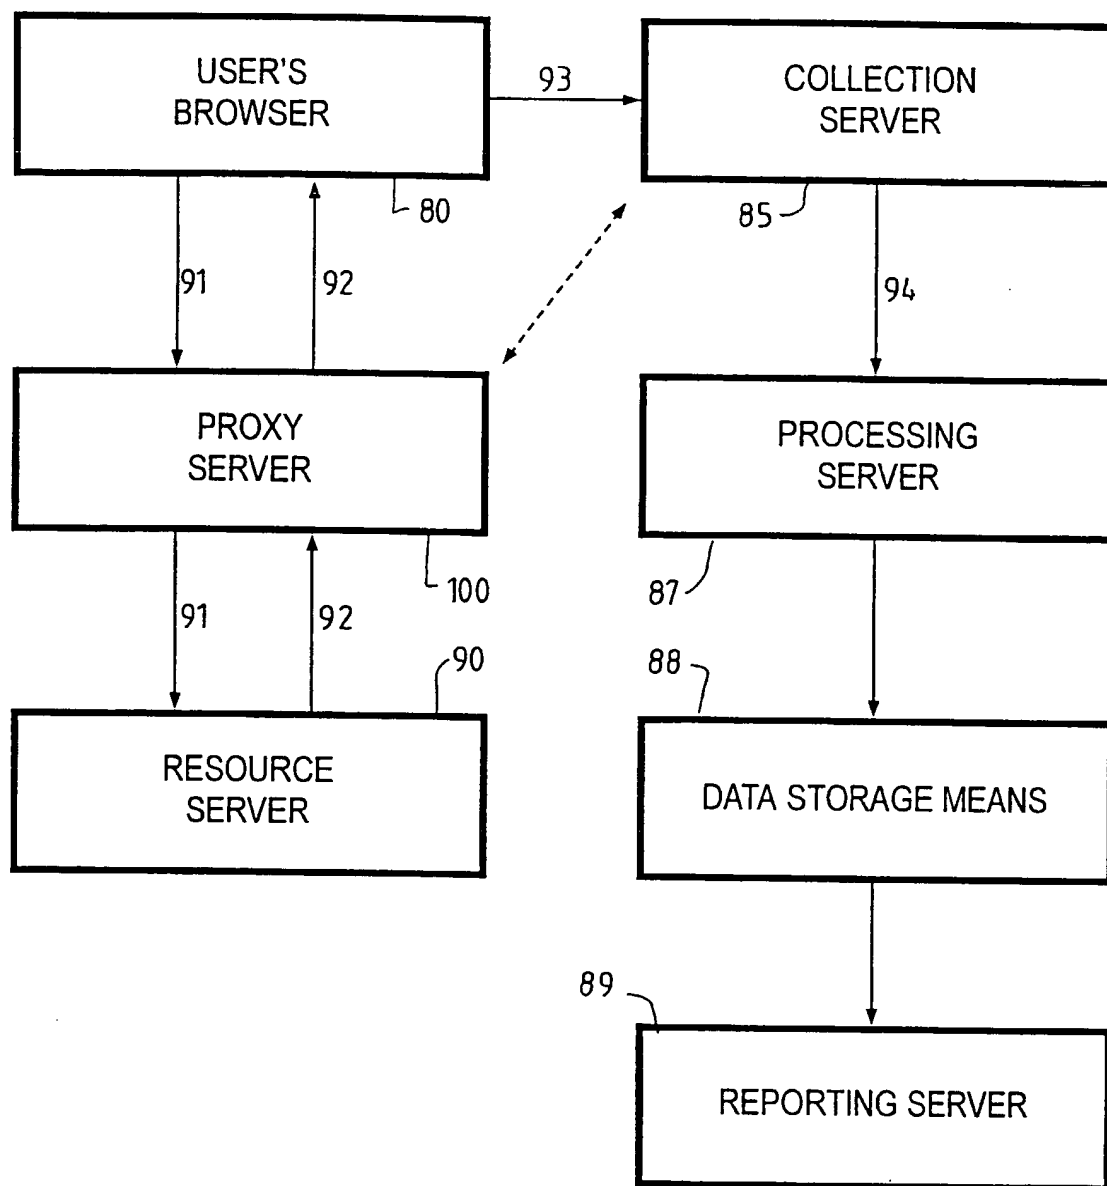 USER'S
BROWSER
93
COLLECTION
SERVER
80
85
91
92
94
PROXY
SERVER
PROCESSING
SERVER
100
87
91
92
90
88
RESOURCE
SERVER
DATA STORAGE MEANS
89
REPORTING SERVER